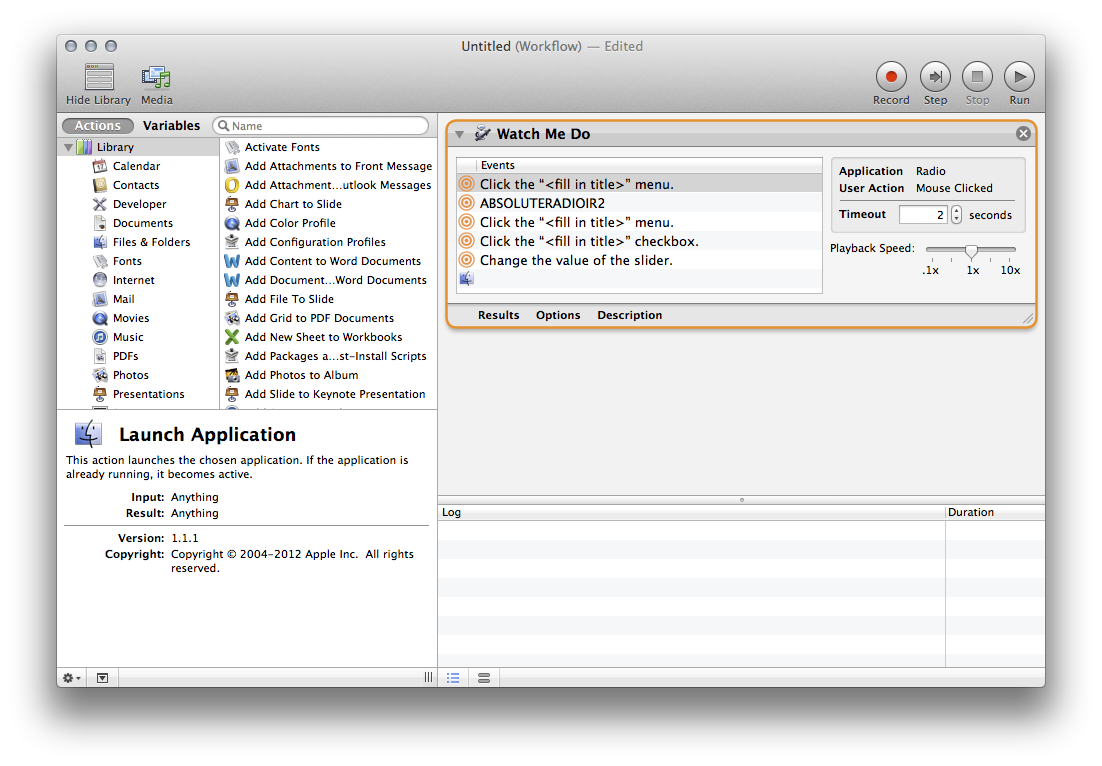 Untitled (Workflow) — Edited
Hide Library
Media
Record
Step
Stop
Run
Actions
Variables
Name
Library
Calendar
Contacts
Developer
Documents
Files & Folders
Fonts
Internet
Mail
Movies
Music
PDFs
Photos
Presentations
Activate Fonts
Add Attachments to Front Message
Add Attachment...utlook Messages
Add Chart to Slide
Add Color Profile
Add Configuration Profiles
Add Content to Word Documents
Add Document...Word Documents
Add File To Slide
Add Grid to PDF Documents
Add New Sheet to Workbooks
Add Packages a...st-Install Scripts
Add Photos to Album
Add Slide to Keynote Presentation
Launch Application
This action launches the chosen application. If the application is
already running, it becomes active.
Input: Anything
Result: Anything
Version: 1.1.1
Copyright: Copyright © 2004–2012 Apple Inc. All rights
reserved.
Watch Me Do
Events
Click the “<fill in title>” menu.
ABSOLUTERADIOIR2
Click the “<fill in title>” menu.
Click the “<fill in title>” checkbox.
Change the value of the slider.
Application Radio
User Action Mouse Clicked
Timeout 2 seconds
Playback Speed:
.1x 1x 10x
Results Options Description
Log Duration